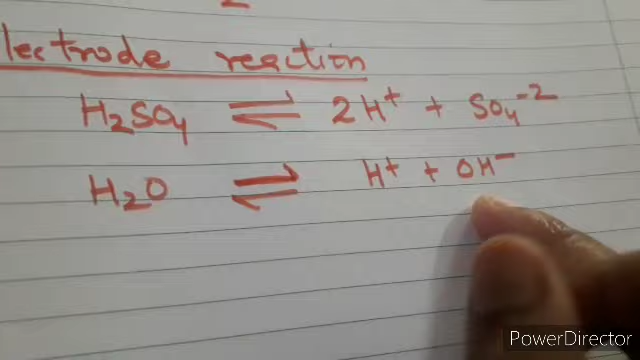 lectrode reaction
H₂SO₄ ⇌ 2H⁺ + SO₄⁻²
H₂O ⇌ H⁺ + OH⁻
PowerDirector